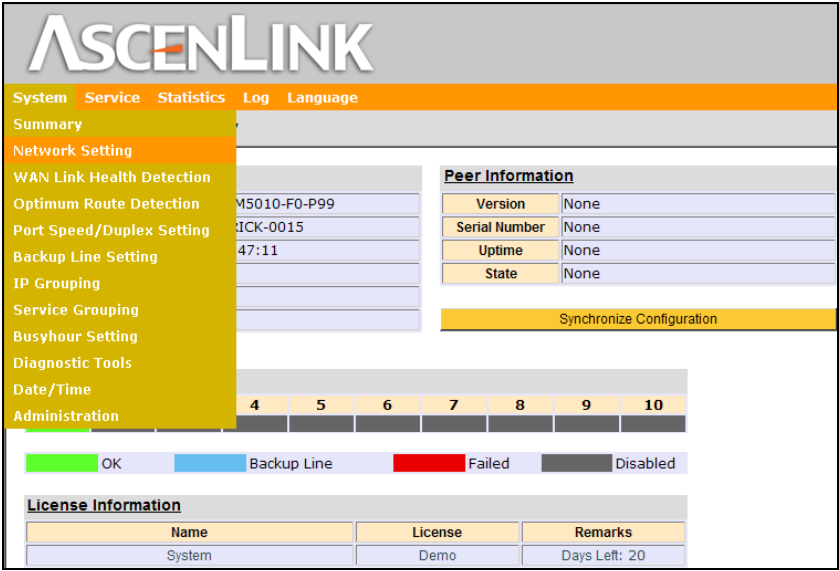 ASCENLINK
System Service Statistics Log Language
Summary
Network Setting
WAN Link Health Detection
Optimum Route Detection
Port Speed/Duplex Setting
Backup Line Setting
IP Grouping
Service Grouping
Busyhour Setting
Diagnostic Tools
Date/Time
Administration
M5010-F0-P99
RICK-0015
47:11
Peer Information
Version None
Serial Number None
Uptime None
State None
Synchronize Configuration
4 5 6 7 8 9 10
OK Backup Line Failed Disabled
License Information
Name License Remarks
System Demo Days Left: 20